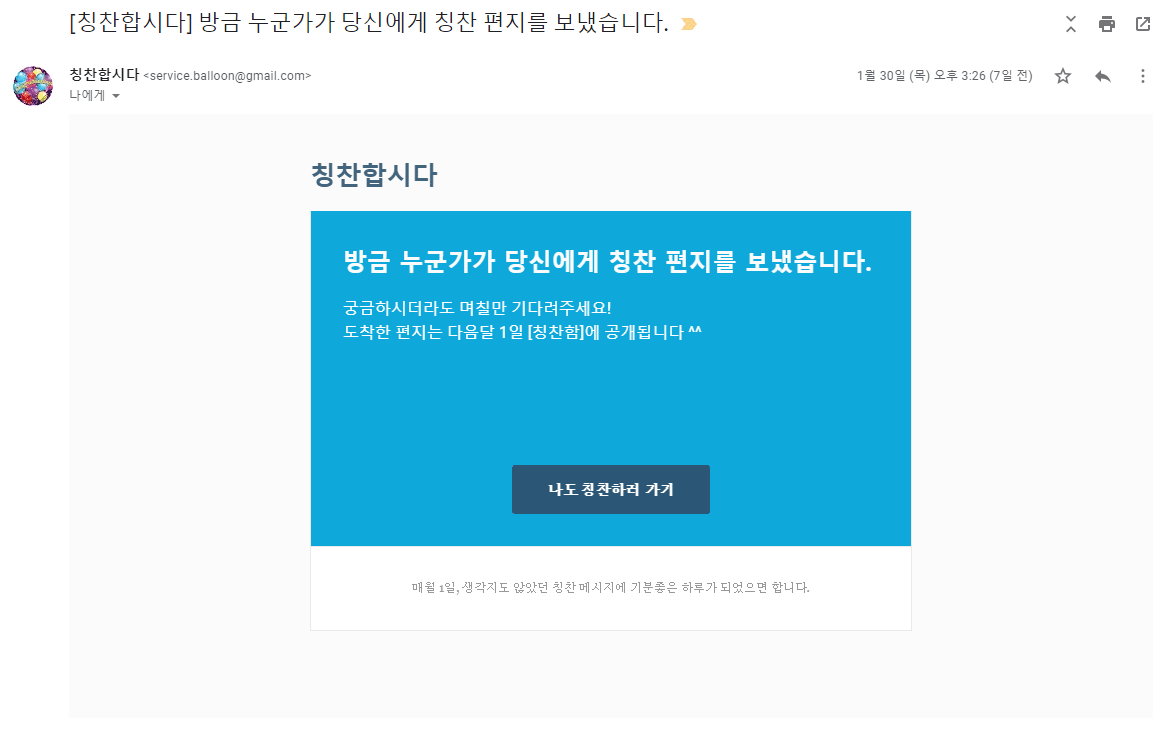 [칭찬합시다] 방금 누군가가 당신에게 칭찬 편지를 보냈습니다.
칭찬합시다 <service.balloon@gmail.com>
1월 30일 (목) 오후 3:26 (7일 전)
나에게
칭찬합시다
방금 누군가가 당신에게 칭찬 편지를 보냈습니다.
궁금하시더라도 며칠만 기다려주세요!
도착한 편지는 다음달 1일 [칭찬함]에 공개됩니다 ^^
나도 칭찬하러 가기
매월 1일, 생각지도 않았던 칭찬 메시지에 기분좋은 하루가 되었으면 합니다.